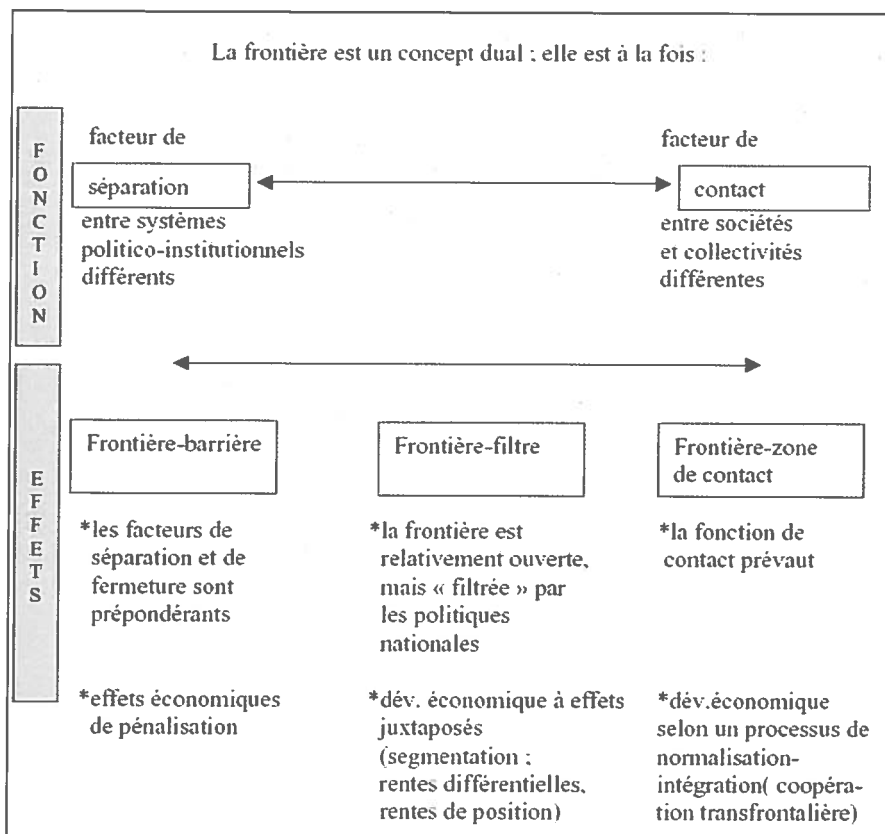 La frontière est un concept dual ; elle est à la fois :
FONCTION
facteur de
séparation
entre systèmes
politico-institutionnels
différents
facteur de
contact
entre sociétés
et collectivités
différentes
EFFETS
Frontière-barrière
*les facteurs de
séparation et de
fermeture sont
prépondérants
*effets économiques
de pénalisation
Frontière-filtre
*la frontière est
relativement ouverte,
mais « filtrée » par
les politiques
nationales
*dév. économique à effets
juxtaposés
(segmentation ;
rentes différentielles,
rentes de position)
Frontière-zone
de contact
*la fonction de
contact prévaut
*dév.économique
selon un processus de
normalisation-
intégration( coopéra-
tion transfrontalière)